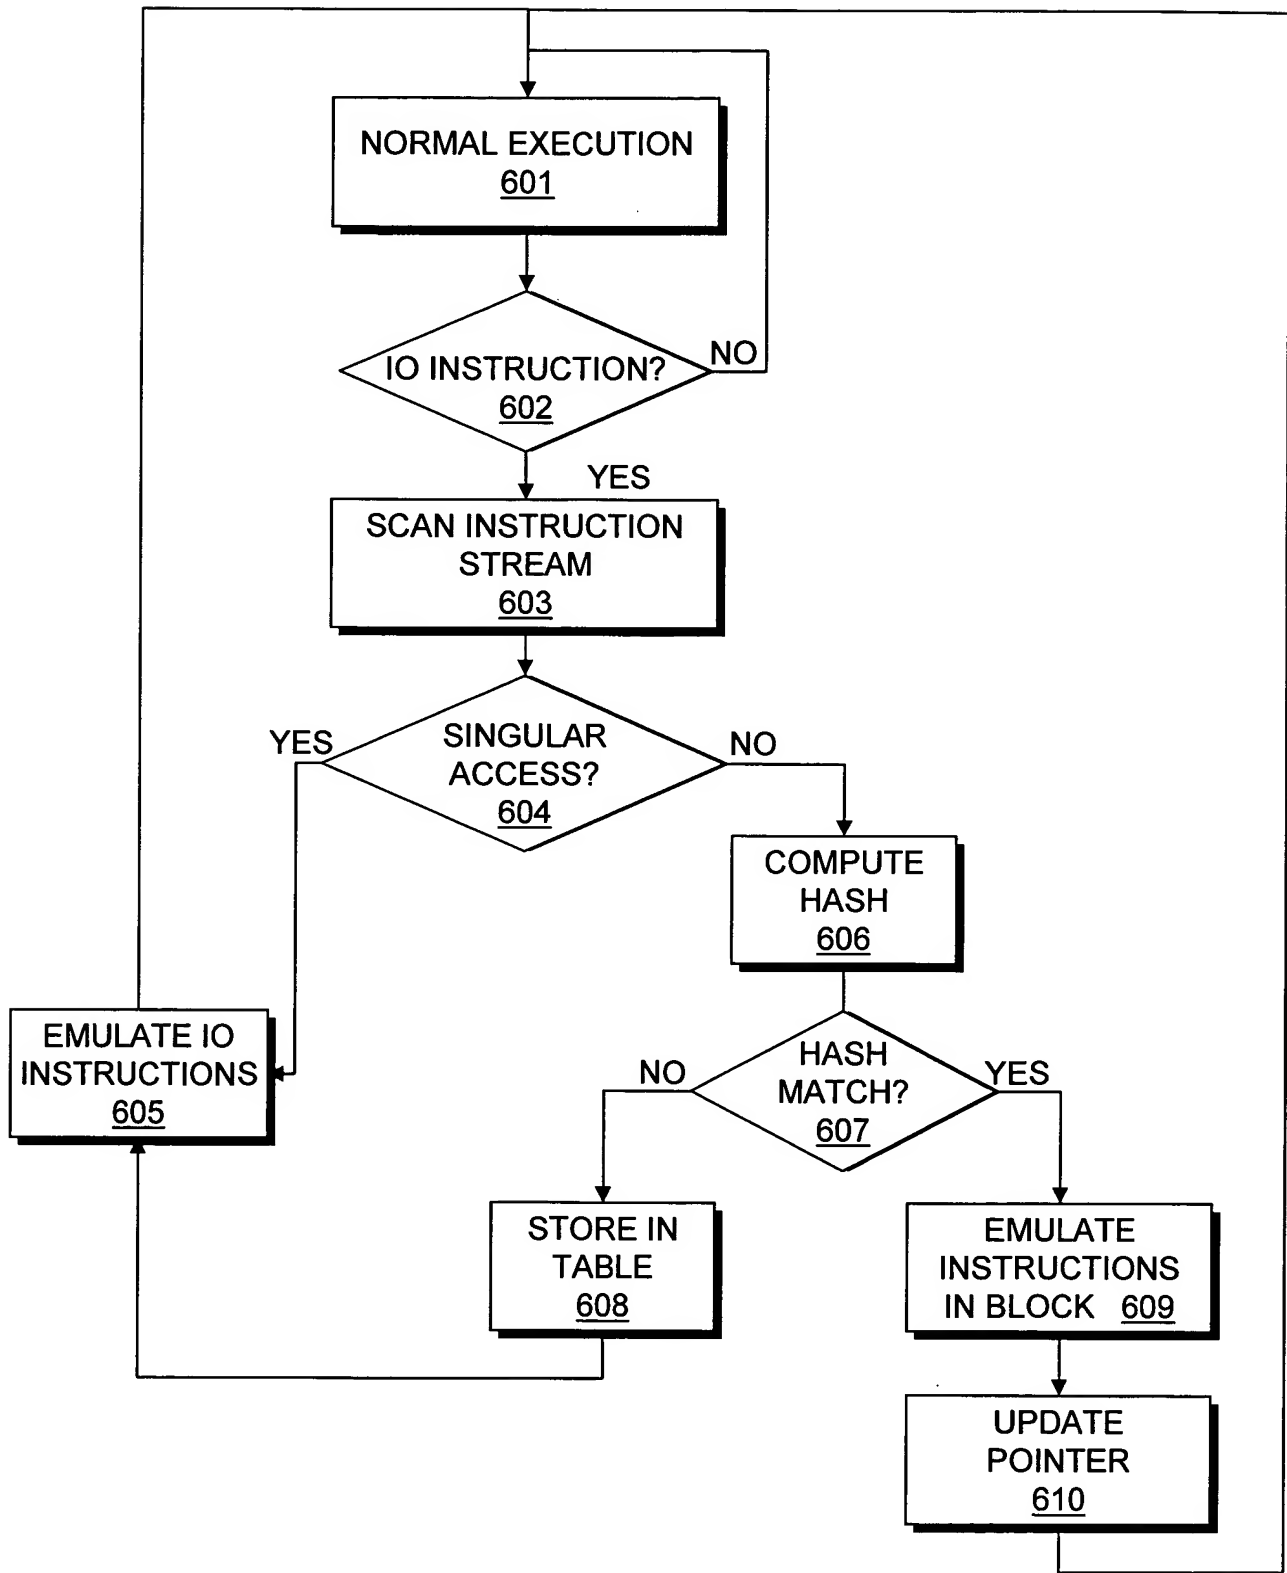 NORMAL EXECUTION
601
IO INSTRUCTION?
602
NO
YES
SCAN INSTRUCTION
STREAM
603
YES
SINGULAR
ACCESS?
604
NO
COMPUTE
HASH
606
EMULATE IO
INSTRUCTIONS
605
NO
HASH
MATCH?
607
YES
STORE IN
TABLE
608
EMULATE
INSTRUCTIONS
IN BLOCK 609
UPDATE
POINTER
610